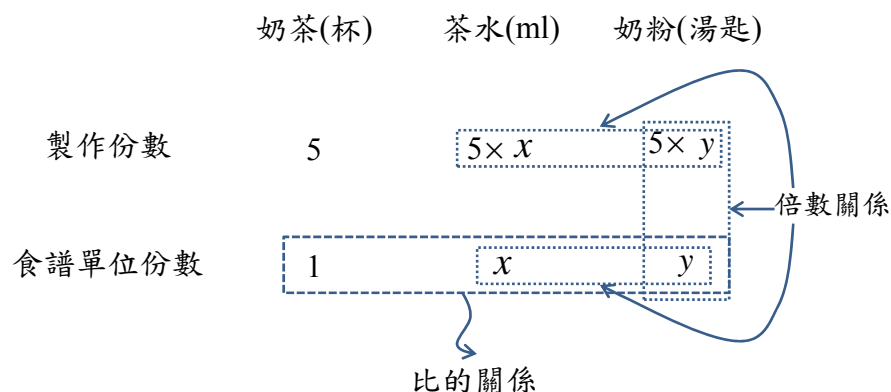 奶茶(杯) 茶水(ml) 奶粉(湯匙)
製作份數 5 5× x 5× y
倍數關係
食譜單位份數 1 x y
比的關係